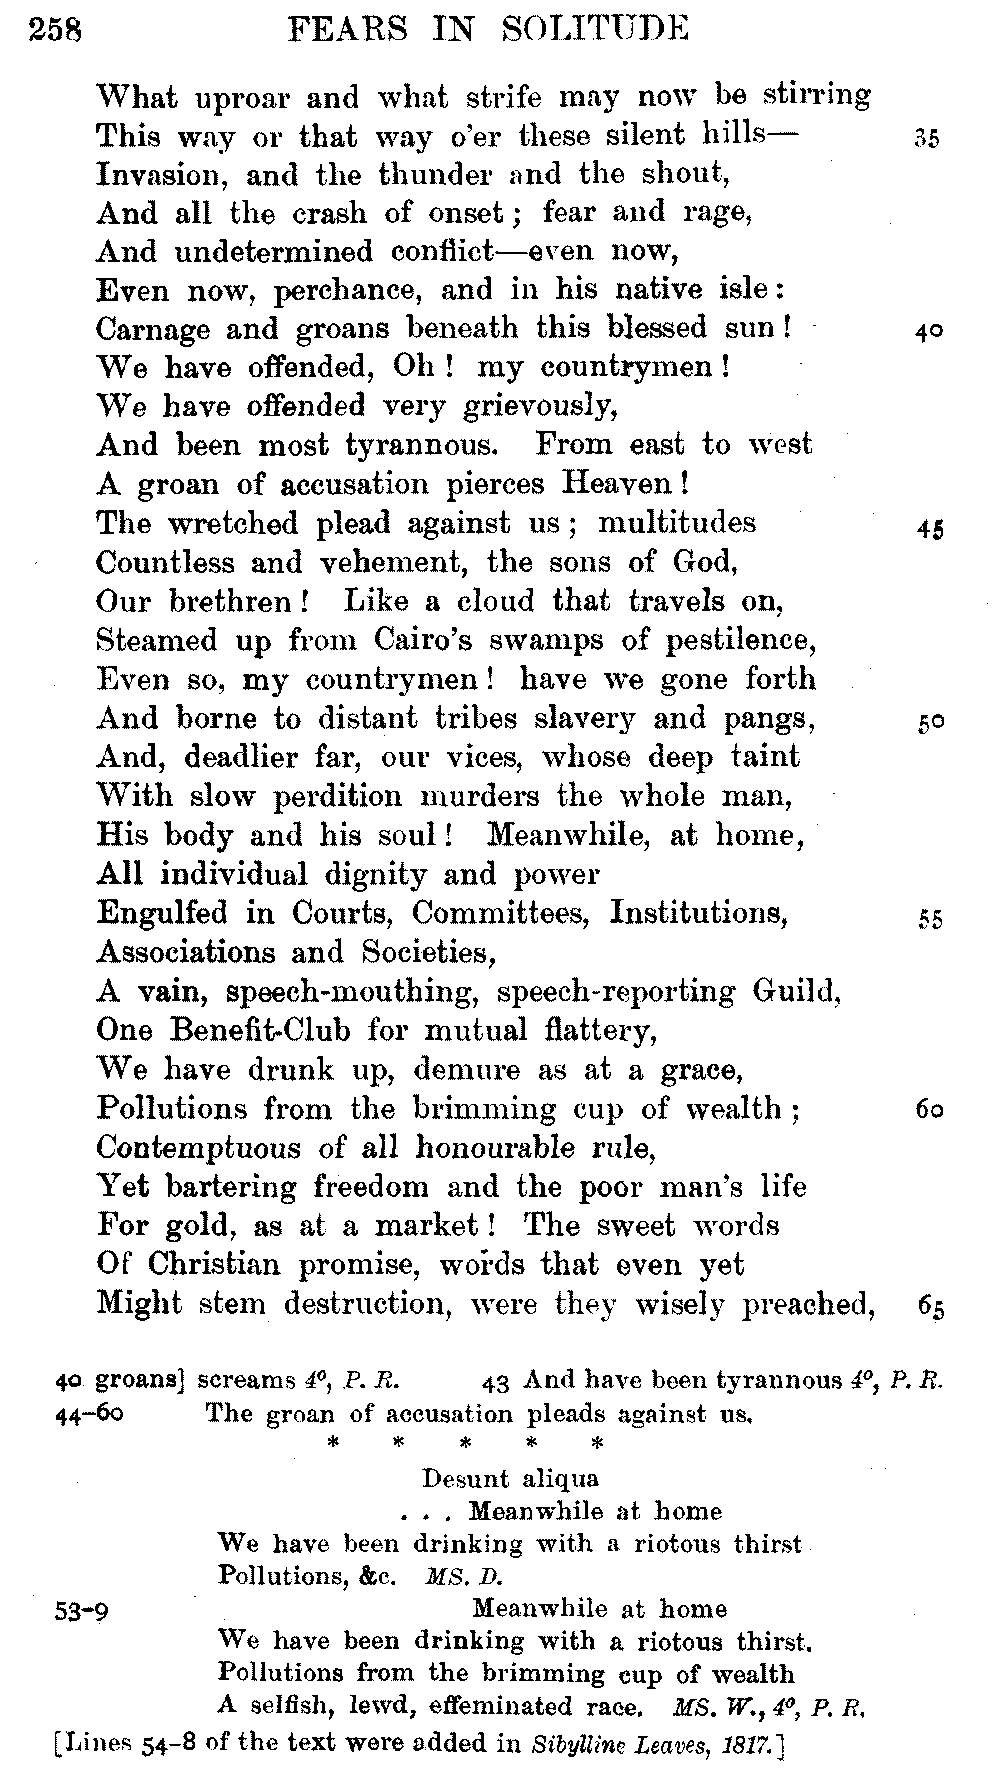 258 FEARS IN SOLITUDE
What uproar and what strife may now be stirring
This way or that way o'er these silent hills— 35
Invasion, and the thunder and the shout,
And all the crash of onset; fear and rage,
And undetermined conflict—even now,
Even now, perchance, and in his native isle:
Carnage and groans beneath this blessed sun! 40
We have offended, Oh! my countrymen!
We have offended very grievously,
And been most tyrannous. From east to west
A groan of accusation pierces Heaven!
The wretched plead against us; multitudes 45
Countless and vehement, the sons of God,
Our brethren! Like a cloud that travels on,
Steamed up from Cairo's swamps of pestilence,
Even so, my countrymen! have we gone forth
And borne to distant tribes slavery and pangs, 50
And, deadlier far, our vices, whose deep taint
With slow perdition murders the whole man,
His body and his soul! Meanwhile, at home,
All individual dignity and power
Engulfed in Courts, Committees, Institutions, 55
Associations and Societies,
A vain, speech-mouthing, speech-reporting Guild,
One Benefit-Club for mutual flattery,
We have drunk up, demure as at a grace,
Pollutions from the brimming cup of wealth; 60
Contemptuous of all honourable rule,
Yet bartering freedom and the poor man's life
For gold, as at a market! The sweet words
Of Christian promise, words that even yet
Might stem destruction, were they wisely preached, 65
40 groans] screams 4º, P. R. 43 And have been tyrannous 4º, P. R.
44–60 The groan of accusation pleads against us.
* * * * *
Desunt aliqua
. . . Meanwhile at home
We have been drinking with a riotous thirst
Pollutions, &c. MS. D.
53–9 Meanwhile at home
We have been drinking with a riotous thirst.
Pollutions from the brimming cup of wealth
A selfish, lewd, effeminated race. MS. W., 4º, P. R.
[Lines 54–8 of the text were added in Sibylline Leaves, 1817.]